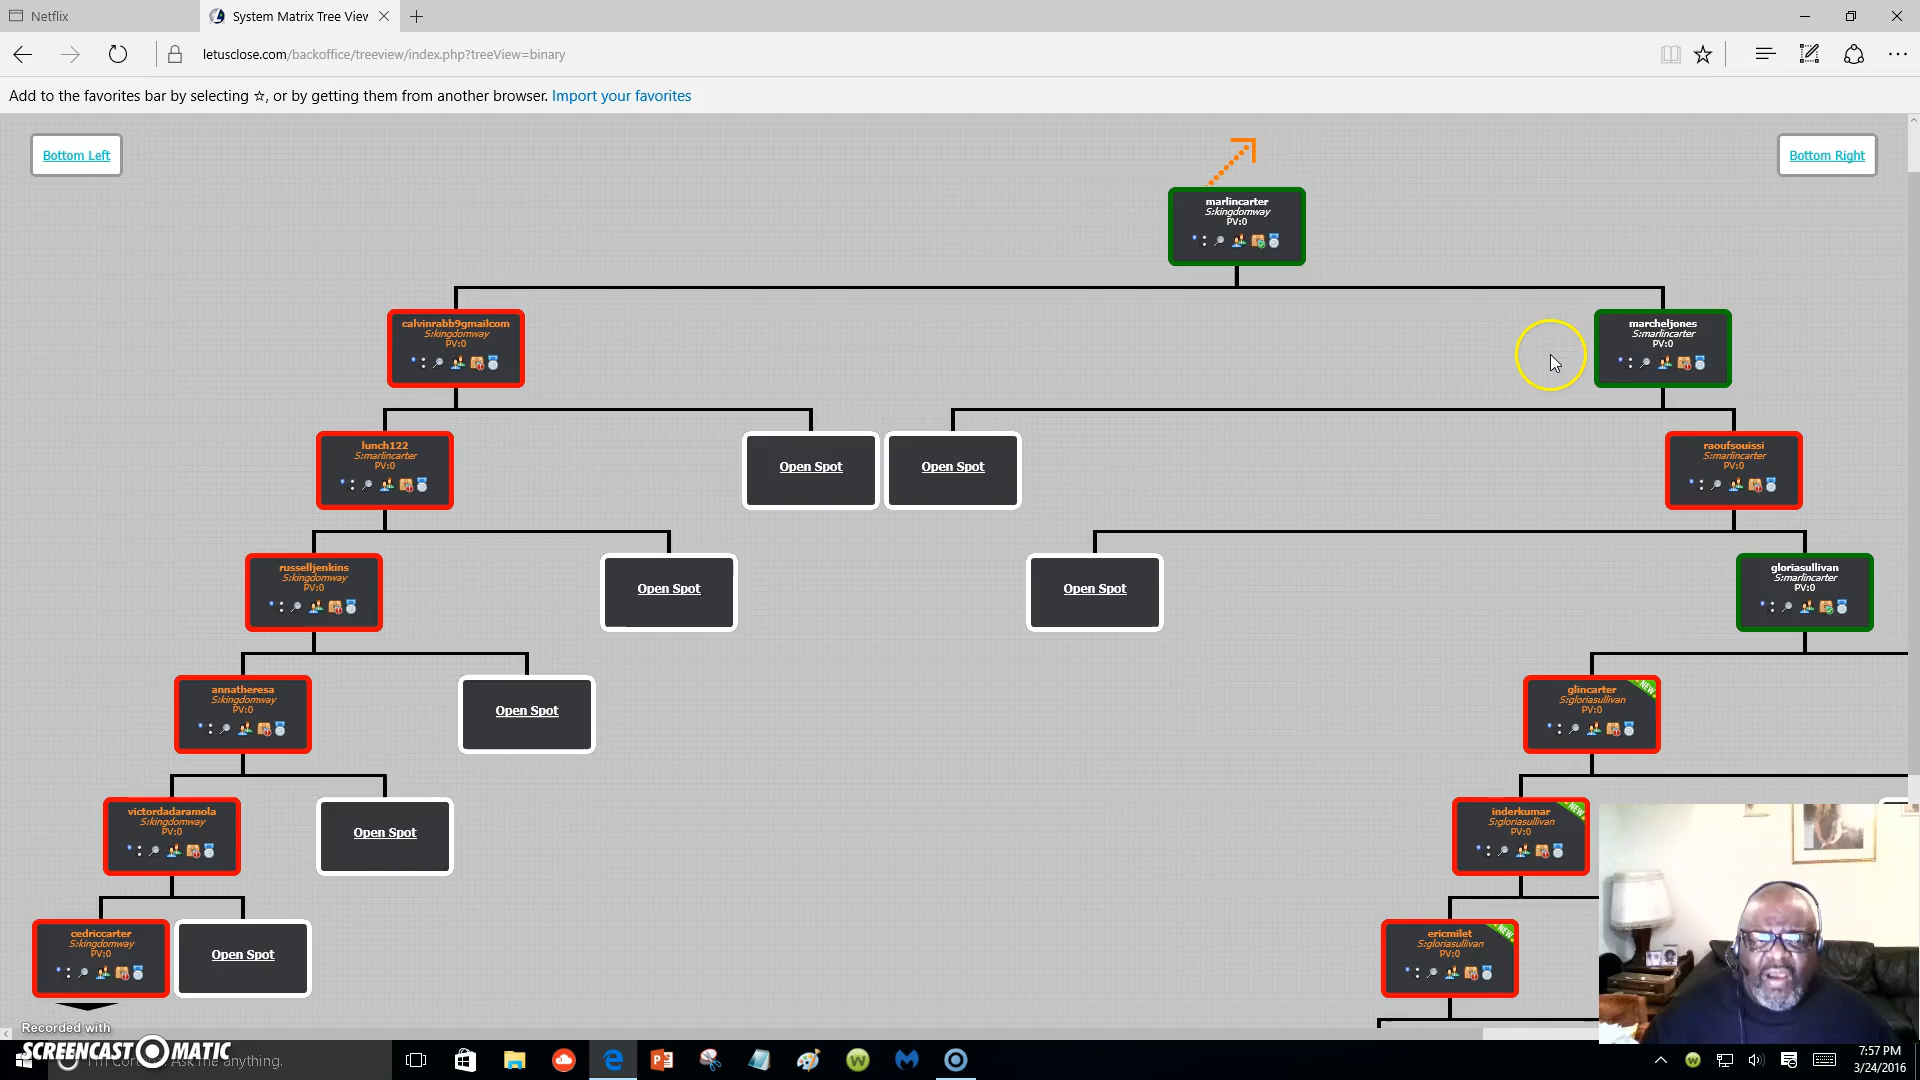 Netflix
System Matrix Tree View
letusclose.com/backoffice/treeview/index.php?treeView=binary
Add to the favorites bar by selecting ☆, or by getting them from another browser. Import your favorites
Bottom Left
Bottom Right
marlincarter
S:kingdomway
PV:0
calvinrabb9gmailcom
S:kingdomway
PV:0
marcheljones
S:marlincarter
PV:0
lunch122
S:marlincarter
PV:0
Open Spot
Open Spot
raoufsouissi
S:marlincarter
PV:0
russelljenkins
S:kingdomway
PV:0
Open Spot
Open Spot
gloriasullivan
S:marlincarter
PV:0
annatheresa
S:kingdomway
PV:0
Open Spot
glincarter
S:gloriasullivan
PV:0
NEW
victordadaramola
S:kingdomway
PV:0
Open Spot
inderkumar
S:gloriasullivan
PV:0
NEW
cedriccarter
S:kingdomway
PV:0
Open Spot
ericmilet
S:gloriasullivan
PV:0
NEW
Recorded with
SCREENCAST MATIC
I'm Cortana. Ask me anything.
7:57 PM
3/24/2016